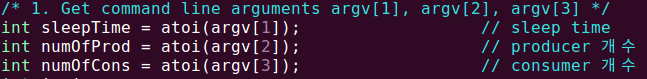 /* 1. Get command line arguments argv[1], argv[2], argv[3] */
int sleepTime = atoi(argv[1]); // sleep time
int numOfProd = atoi(argv[2]); // producer 개수
int numOfCons = atoi(argv[3]); // consumer 개수